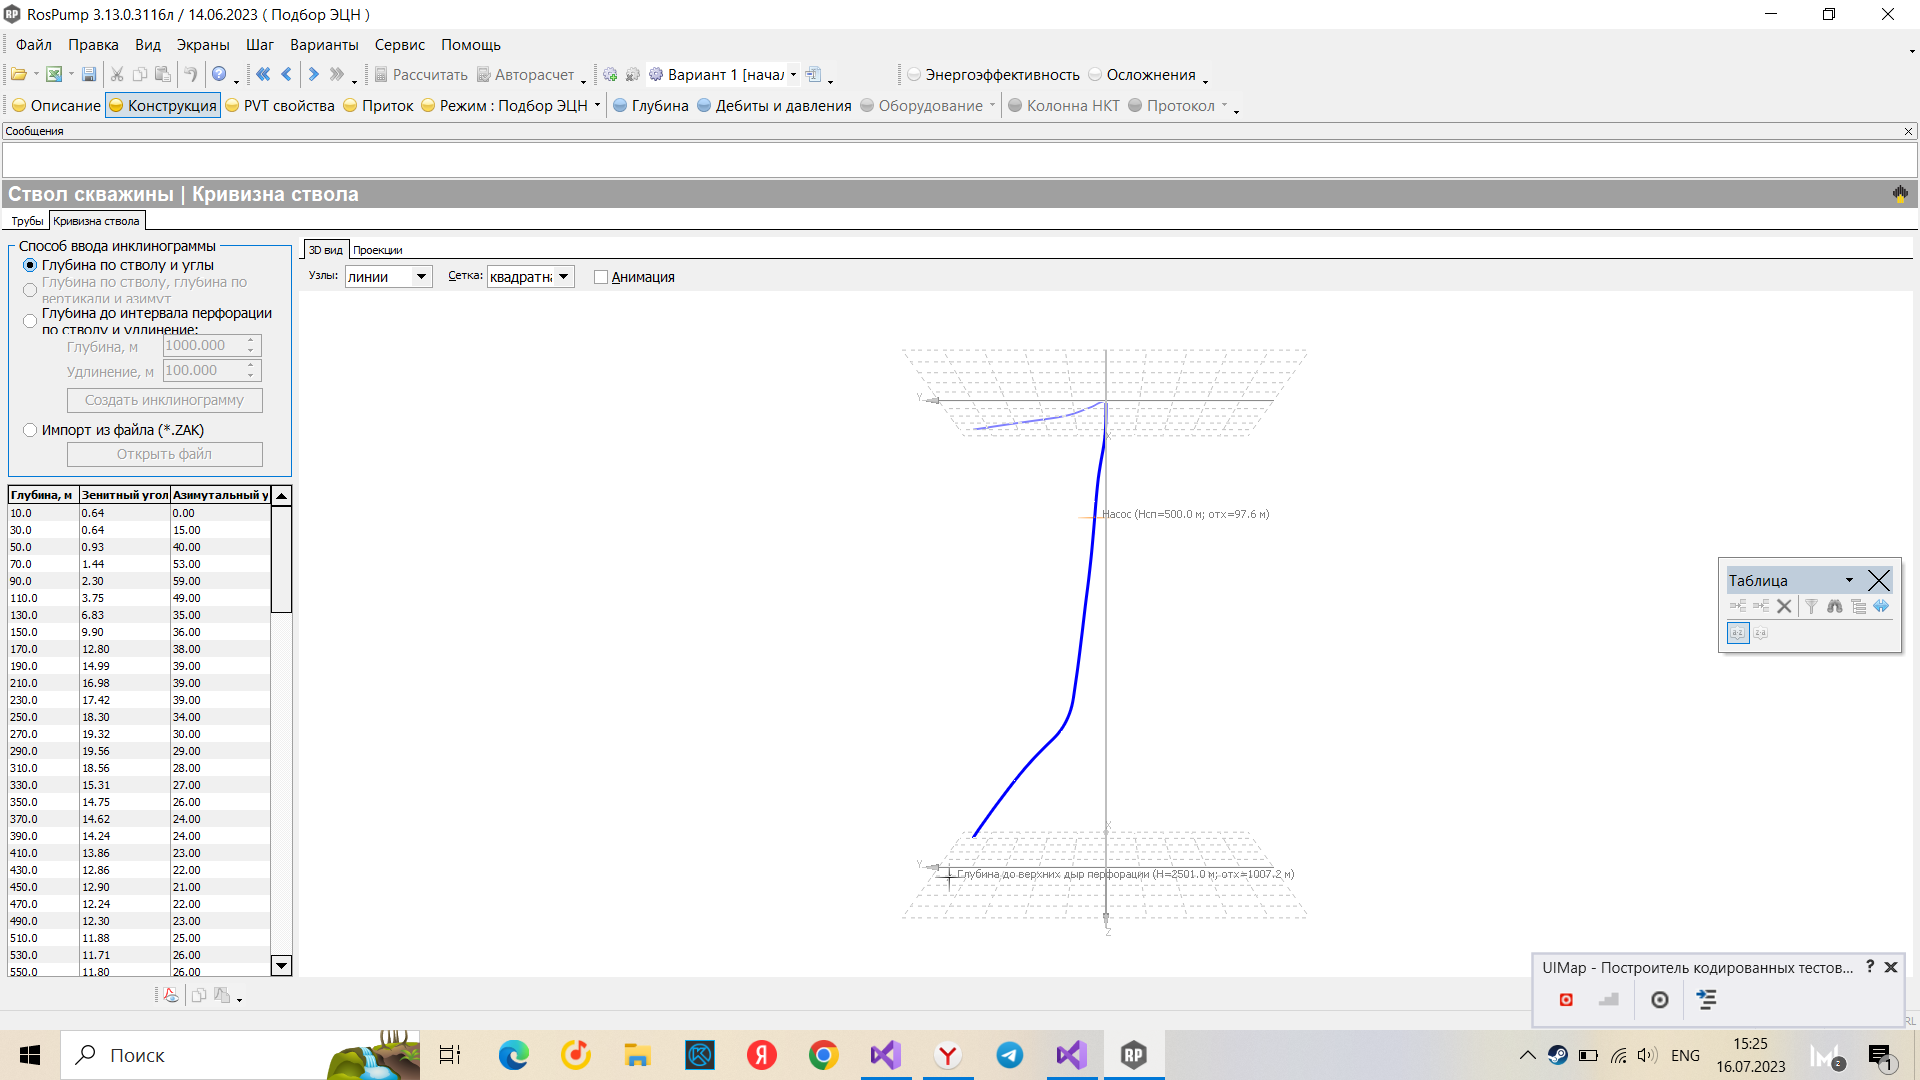 RosPump 3.13.0.3116л / 14.06.2023 ( Подбор ЭЦН )
Файл Правка Вид Экраны Шаг Варианты Сервис Помощь
Рассчитать Авторасчет Вариант 1 [начал Энергоэффективность Осложнения
Описание Конструкция PVT свойства Приток Режим : Подбор ЭЦН Глубина Дебиты и давления Оборудование Колонна НКТ Протокол
Сообщения
Ствол скважины | Кривизна ствола
Трубы Кривизна ствола
Способ ввода инклинограммы
Глубина по стволу и углы
Глубина по стволу, глубина по
вертикали и азимут
Глубина до интервала перфорации
по стволу и удлинение:
Глубина, м 1000.000
Удлинение, м 100.000
Создать инклинограмму
Импорт из файла (*.ZAK)
Открыть файл
Глубина, м Зенитный угол Азимутальный у
10.0 0.64 0.00
30.0 0.64 15.00
50.0 0.93 40.00
70.0 1.44 53.00
90.0 2.30 59.00
110.0 3.75 49.00
130.0 6.83 35.00
150.0 9.90 36.00
170.0 12.80 38.00
190.0 14.99 39.00
210.0 16.98 39.00
230.0 17.42 39.00
250.0 18.30 34.00
270.0 19.32 30.00
290.0 19.56 29.00
310.0 18.56 28.00
330.0 15.31 27.00
350.0 14.75 26.00
370.0 14.62 24.00
390.0 14.24 24.00
410.0 13.86 23.00
430.0 12.86 22.00
450.0 12.90 21.00
470.0 12.24 22.00
490.0 12.30 23.00
510.0 11.88 25.00
530.0 11.71 26.00
550.0 11.80 26.00
3D вид Проекции
Узлы: линии Сетка: квадратна Анимация
Y
X
Насос (Нсп=500.0 м; отх=97.6 м)
X
Y
Глубина до верхних дыр перфорации (Н=2501.0 м; отх=1007.2 м)
Z
Таблица
UIMap - Построитель кодированных тестов...
Поиск
ENG
15:25
16.07.2023